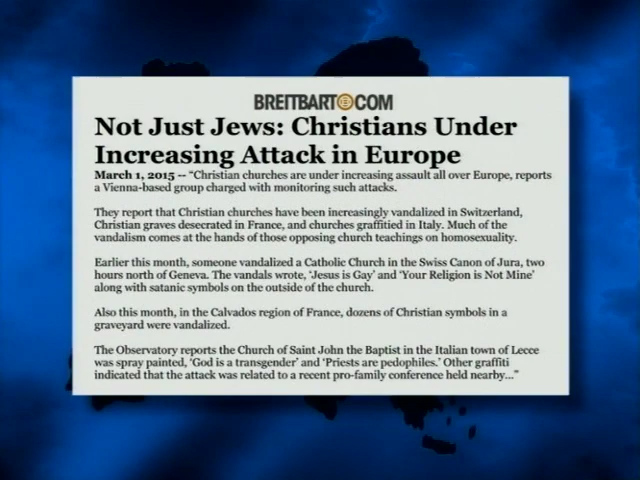 BREITBART.COM
Not Just Jews: Christians Under
Increasing Attack in Europe
March 1, 2015 -- “Christian churches are under increasing assault all over Europe, reports
a Vienna-based group charged with monitoring such attacks.
They report that Christian churches have been increasingly vandalized in Switzerland,
Christian graves desecrated in France, and churches graffitied in Italy. Much of the
vandalism comes at the hands of those opposing church teachings on homosexuality.
Earlier this month, someone vandalized a Catholic Church in the Swiss Canon of Jura, two
hours north of Geneva. The vandals wrote, ‘Jesus is Gay’ and ‘Your Religion is Not Mine’
along with satanic symbols on the outside of the church.
Also this month, in the Calvados region of France, dozens of Christian symbols in a
graveyard were vandalized.
The Observatory reports the Church of Saint John the Baptist in the Italian town of Lecce
was spray painted, ‘God is a transgender’ and ‘Priests are pedophiles.’ Other graffiti
indicated that the attack was related to a recent pro-family conference held nearby...”